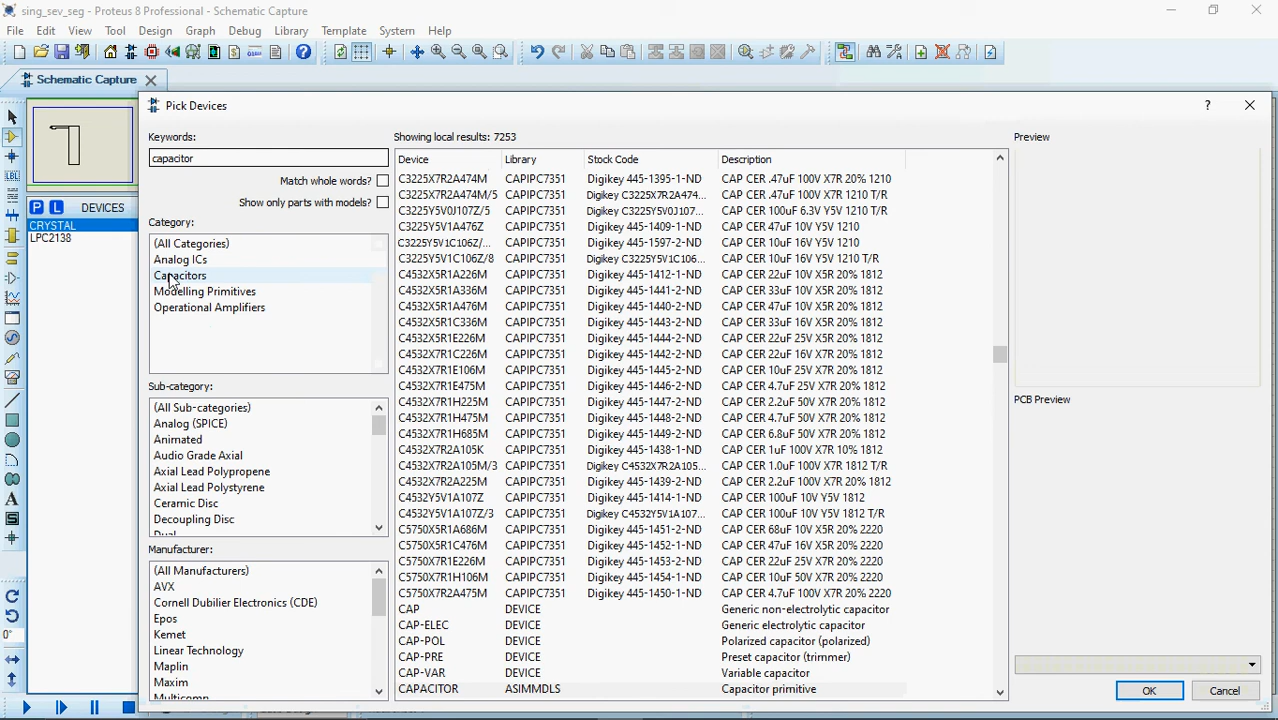 sing_sev_seg - Proteus 8 Professional - Schematic Capture
File Edit View Tool Design Graph Debug Library Template System Help
Schematic Capture
Pick Devices
Keywords:
capacitor
Match whole words?
Show only parts with models?
Category:
(All Categories)
Analog ICs
Capacitors
Modelling Primitives
Operational Amplifiers
Sub-category:
(All Sub-categories)
Analog (SPICE)
Animated
Audio Grade Axial
Axial Lead Polypropene
Axial Lead Polystyrene
Ceramic Disc
Decoupling Disc
Dual
Manufacturer:
(All Manufacturers)
AVX
Cornell Dubilier Electronics (CDE)
Epos
Kemet
Linear Technology
Maplin
Maxim
Multicomp
P L DEVICES
CRYSTAL
LPC2138
LBL
A
0°
Showing local results: 7253
Device Library Stock Code Description
C3225X7R2A474M CAPIPC7351 Digikey 445-1395-1-ND CAP CER .47uF 100V X7R 20% 1210
C3225X7R2A474M/5 CAPIPC7351 Digikey C3225X7R2A474... CAP CER .47uF 100V X7R 1210 T/R
C3225Y5V0J107Z/5 CAPIPC7351 Digikey C3225Y5V0J107... CAP CER 100uF 6.3V Y5V 1210 T/R
C3225Y5V1A476Z CAPIPC7351 Digikey 445-1409-1-ND CAP CER 47uF 10V Y5V 1210
C3225Y5V1C106Z/... CAPIPC7351 Digikey 445-1597-2-ND CAP CER 10uF 16V Y5V 1210
C3225Y5V1C106Z/8 CAPIPC7351 Digikey C3225Y5V1C106... CAP CER 10uF 16V Y5V 1210 T/R
C4532X5R1A226M CAPIPC7351 Digikey 445-1412-1-ND CAP CER 22uF 10V X5R 20% 1812
C4532X5R1A336M CAPIPC7351 Digikey 445-1441-2-ND CAP CER 33uF 10V X5R 20% 1812
C4532X5R1A476M CAPIPC7351 Digikey 445-1440-2-ND CAP CER 47uF 10V X5R 20% 1812
C4532X5R1C336M CAPIPC7351 Digikey 445-1443-2-ND CAP CER 33uF 16V X5R 20% 1812
C4532X5R1E226M CAPIPC7351 Digikey 445-1444-2-ND CAP CER 22uF 25V X5R 20% 1812
C4532X7R1C226M CAPIPC7351 Digikey 445-1442-2-ND CAP CER 22uF 16V X7R 20% 1812
C4532X7R1E106M CAPIPC7351 Digikey 445-1445-2-ND CAP CER 10uF 25V X7R 20% 1812
C4532X7R1E475M CAPIPC7351 Digikey 445-1446-2-ND CAP CER 4.7uF 25V X7R 20% 1812
C4532X7R1H225M CAPIPC7351 Digikey 445-1447-2-ND CAP CER 2.2uF 50V X7R 20% 1812
C4532X7R1H475M CAPIPC7351 Digikey 445-1448-2-ND CAP CER 4.7uF 50V X7R 20% 1812
C4532X7R1H685M CAPIPC7351 Digikey 445-1449-2-ND CAP CER 6.8uF 50V X7R 20% 1812
C4532X7R2A105K CAPIPC7351 Digikey 445-1438-1-ND CAP CER 1uF 100V 10% X7R 1812
C4532X7R2A105M/3 CAPIPC7351 Digikey C4532X7R2A105... CAP CER 1.0uF 100V X7R 1812 T/R
C4532X7R2A225M CAPIPC7351 Digikey 445-1439-2-ND CAP CER 2.2uF 100V X7R 20% 1812
C4532Y5V1A107Z CAPIPC7351 Digikey 445-1414-1-ND CAP CER 100uF 10V Y5V 1812
C4532Y5V1A107Z/3 CAPIPC7351 Digikey C4532Y5V1A107... CAP CER 100uF 10V Y5V 1812 T/R
C5750X5R1A686M CAPIPC7351 Digikey 445-1451-2-ND CAP CER 68uF 10V X5R 20% 2220
C5750X5R1C476M CAPIPC7351 Digikey 445-1452-1-ND CAP CER 47uF 16V X5R 20% 2220
C5750X7R1E226M CAPIPC7351 Digikey 445-1453-2-ND CAP CER 22uF 25V X7R 20% 2220
C5750X7R1H106M CAPIPC7351 Digikey 445-1454-1-ND CAP CER 10uF 50V X7R 20% 2220
C5750X7R2A475M CAPIPC7351 Digikey 445-1450-1-ND CAP CER 4.7uF 100V X7R 20% 2220
CAP DEVICE Generic non-electrolytic capacitor
CAP-ELEC DEVICE Generic electrolytic capacitor
CAP-POL DEVICE Polarized capacitor (polarized)
CAP-PRE DEVICE Preset capacitor (trimmer)
CAP-VAR DEVICE Variable capacitor
CAPACITOR ASIMMDLS Capacitor primitive
Preview
PCB Preview
OK Cancel